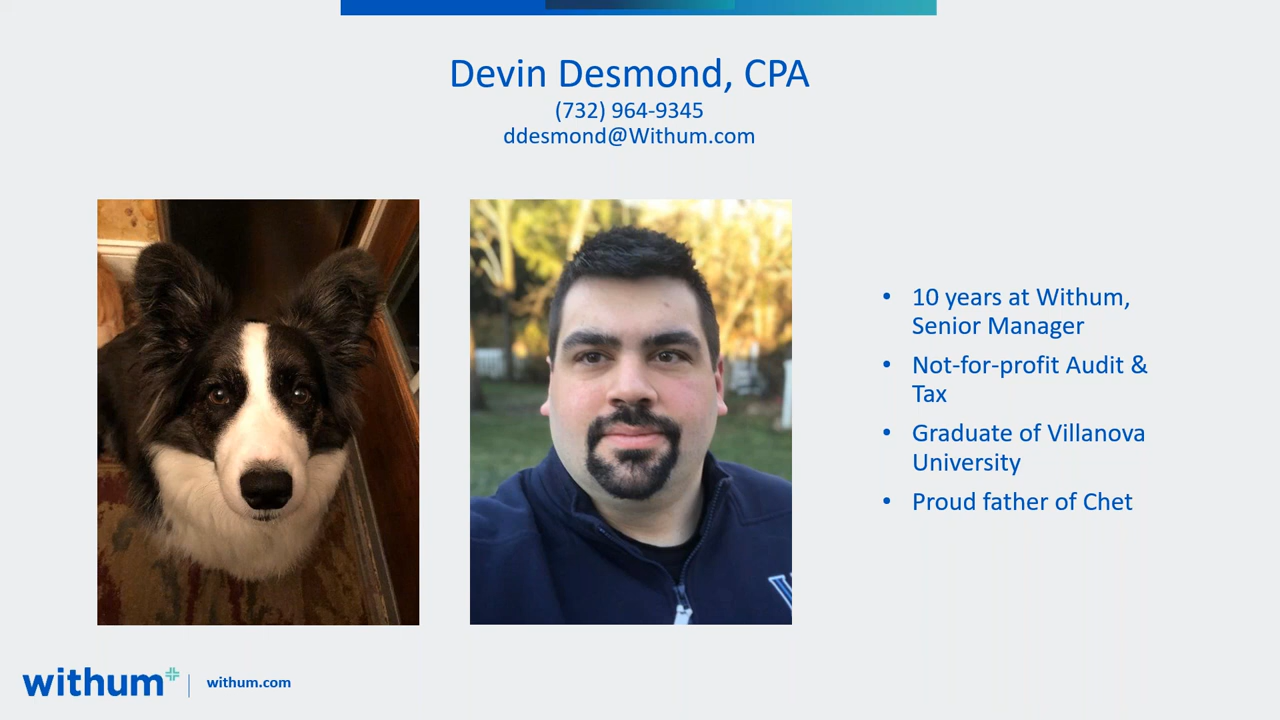 Devin Desmond, CPA
(732) 964-9345
ddesmond@Withum.com
• 10 years at Withum,
Senior Manager
• Not-for-profit Audit &
Tax
• Graduate of Villanova
University
• Proud father of Chet
withum+ | withum.com